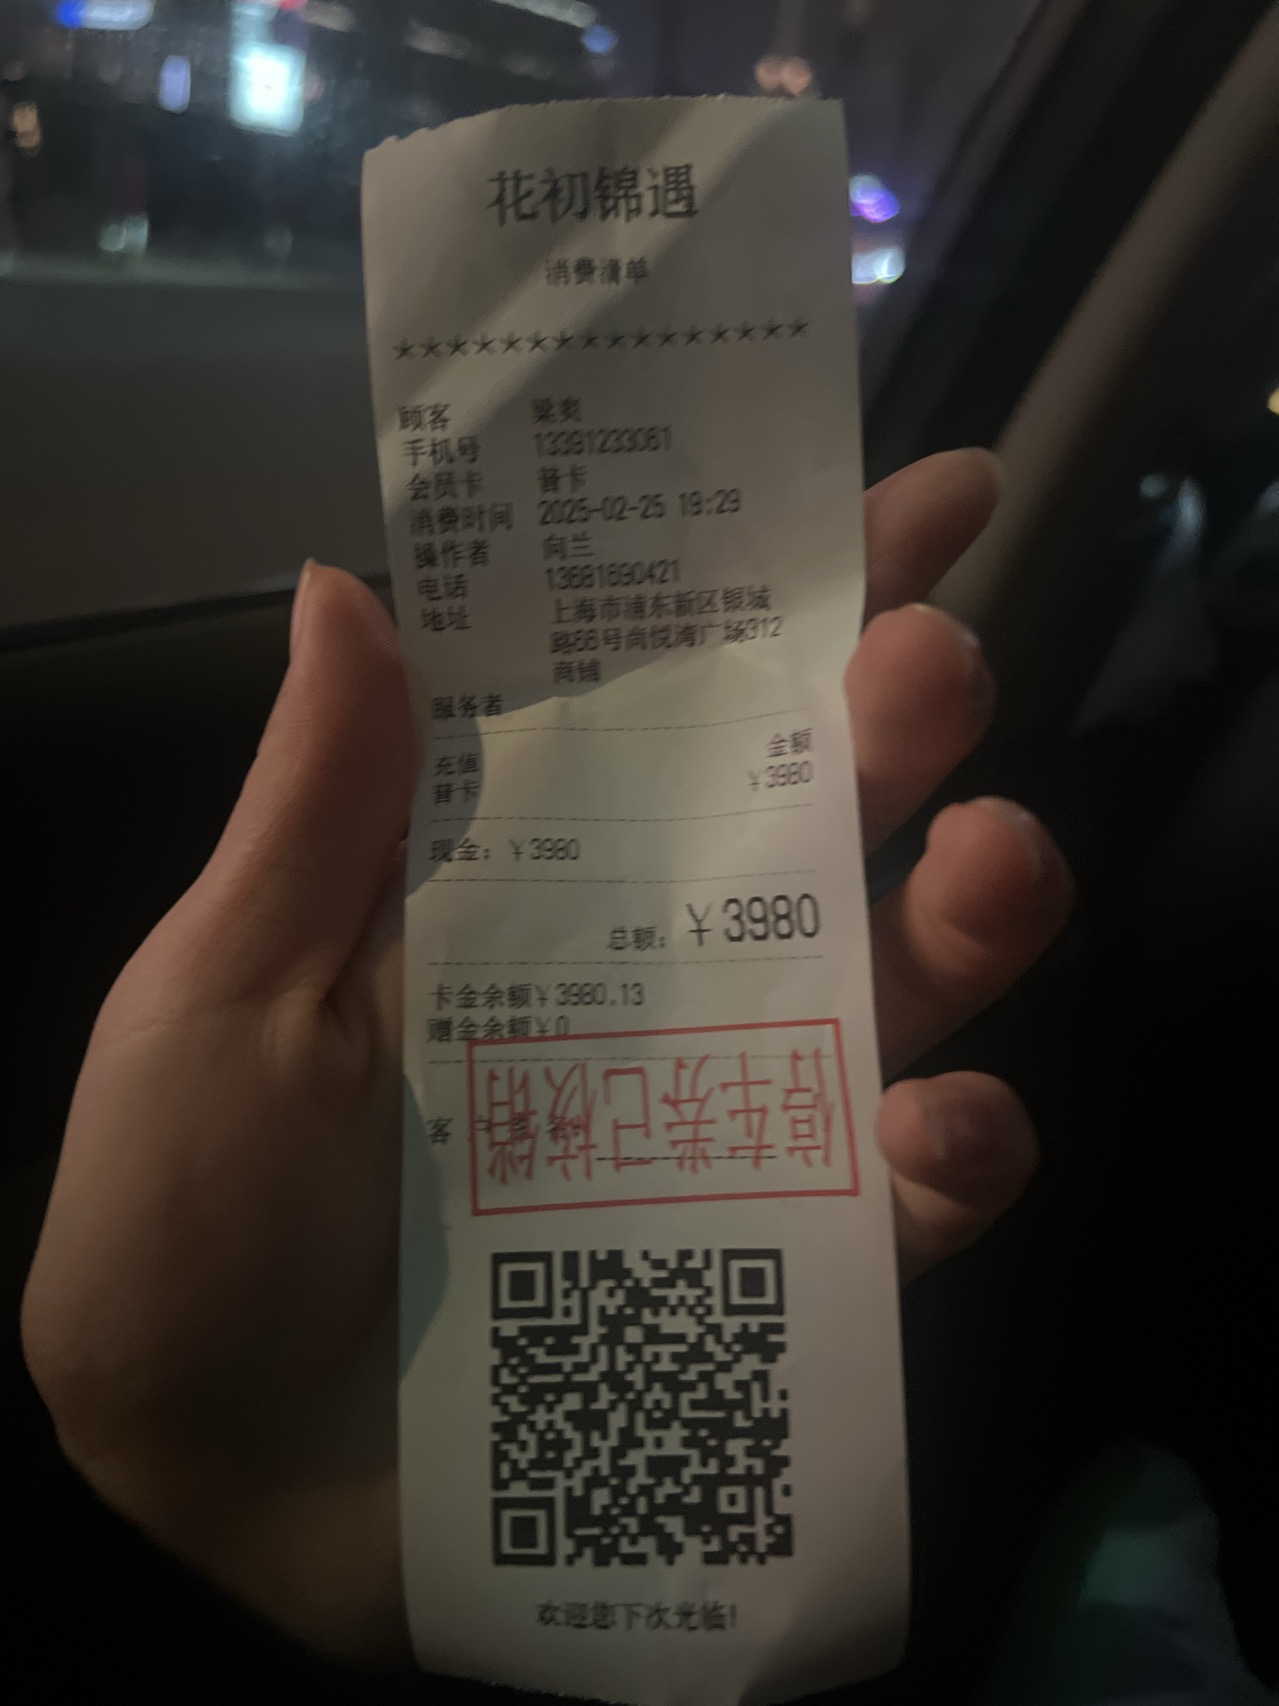 花初锦遇
消费清单
****************
顾客 梁爽
手机号 13391233061
会员卡 普卡
消费时间 2025-02-25 19:29
操作者 向兰
电话 13681690421
地址 上海市浦东新区银城
路66号尚悦湾广场312
商铺
服务者
金额
充值
普卡 ¥3980
现金: ¥3980
总额: ¥3980
卡金余额¥3980.13
赠金余额¥0
停车券已核销
客
欢迎您下次光临!